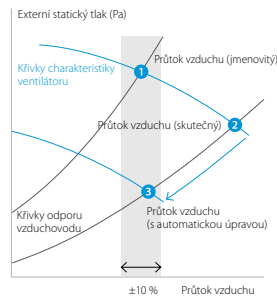 Externí statický tlak (Pa)
Křivky charakteristiky
ventilátoru
Průtok vzduchu (jmenovitý)
1
Průtok vzduchu (skutečný)
2
3
Křivky odporu
vzduchovodu
Průtok vzduchu
(s automatickou úpravou)
±10 %
Průtok vzduchu